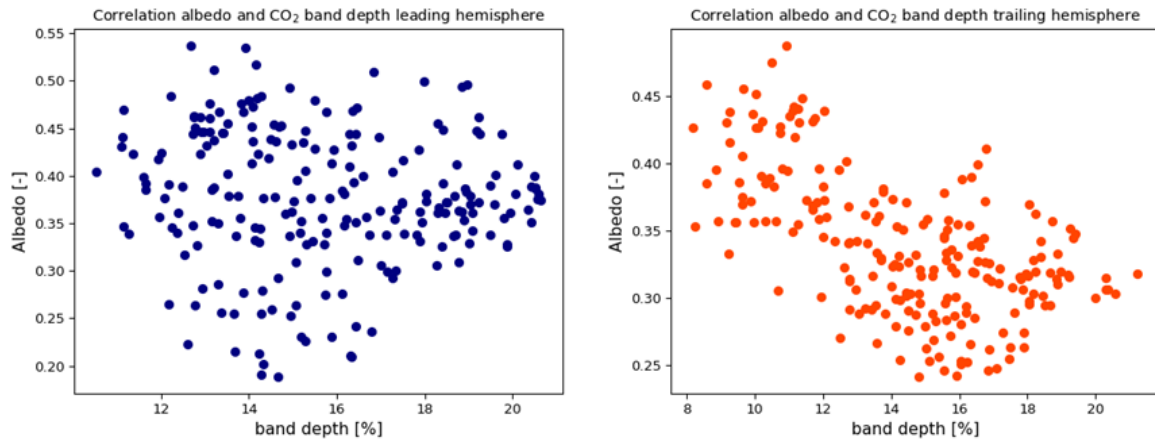 Correlation albedo and CO₂ band depth leading hemisphere
0.55
0.50
0.45
0.40
0.35
0.30
0.25
0.20
Albedo [-]
12 14 16 18 20
band depth [%]
Correlation albedo and CO₂ band depth trailing hemisphere
0.45
0.40
0.35
0.30
0.25
Albedo [-]
8 10 12 14 16 18 20
band depth [%]